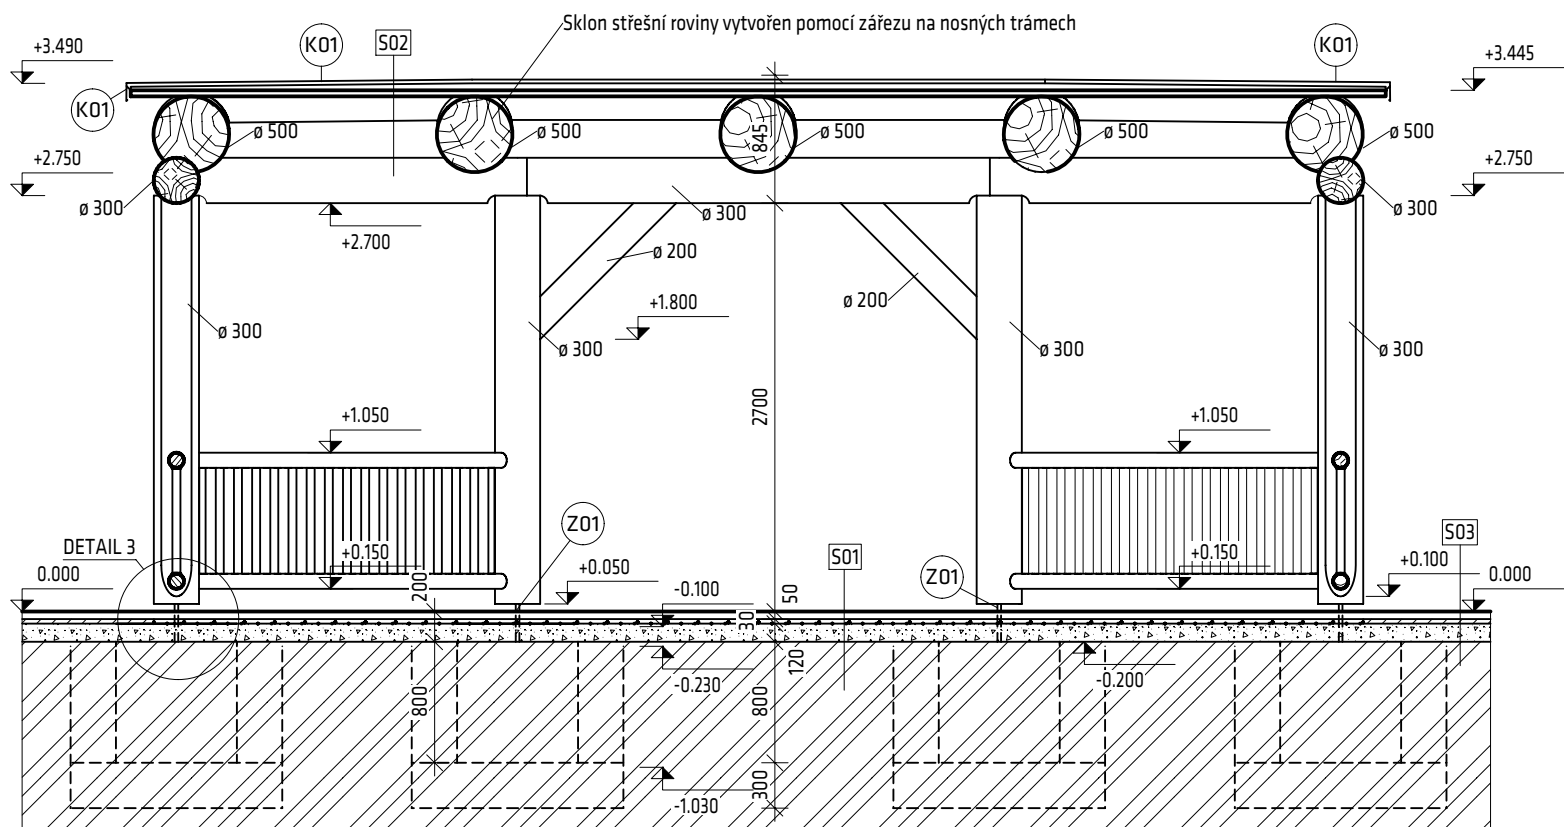 Sklon střešní roviny vytvořen pomocí zářezu na nosných trámech
+3.490
K01
S02
K01
+3.445
K01
ø 500
ø 500
845
ø 500
ø 500
ø 500
+2.750
+2.750
ø 300
ø 300
ø 300
+2.700
ø 200
ø 200
+1.800
ø 300
ø 300
ø 300
ø 300
2700
+1.050
+1.050
Z01
S03
DETAIL 3
+0.150
S01
+0.150
+0.100
0.000
200
+0.050
-0.100
50
Z01
0.000
30
120
-0.230
-0.200
800
800
300
-1.030